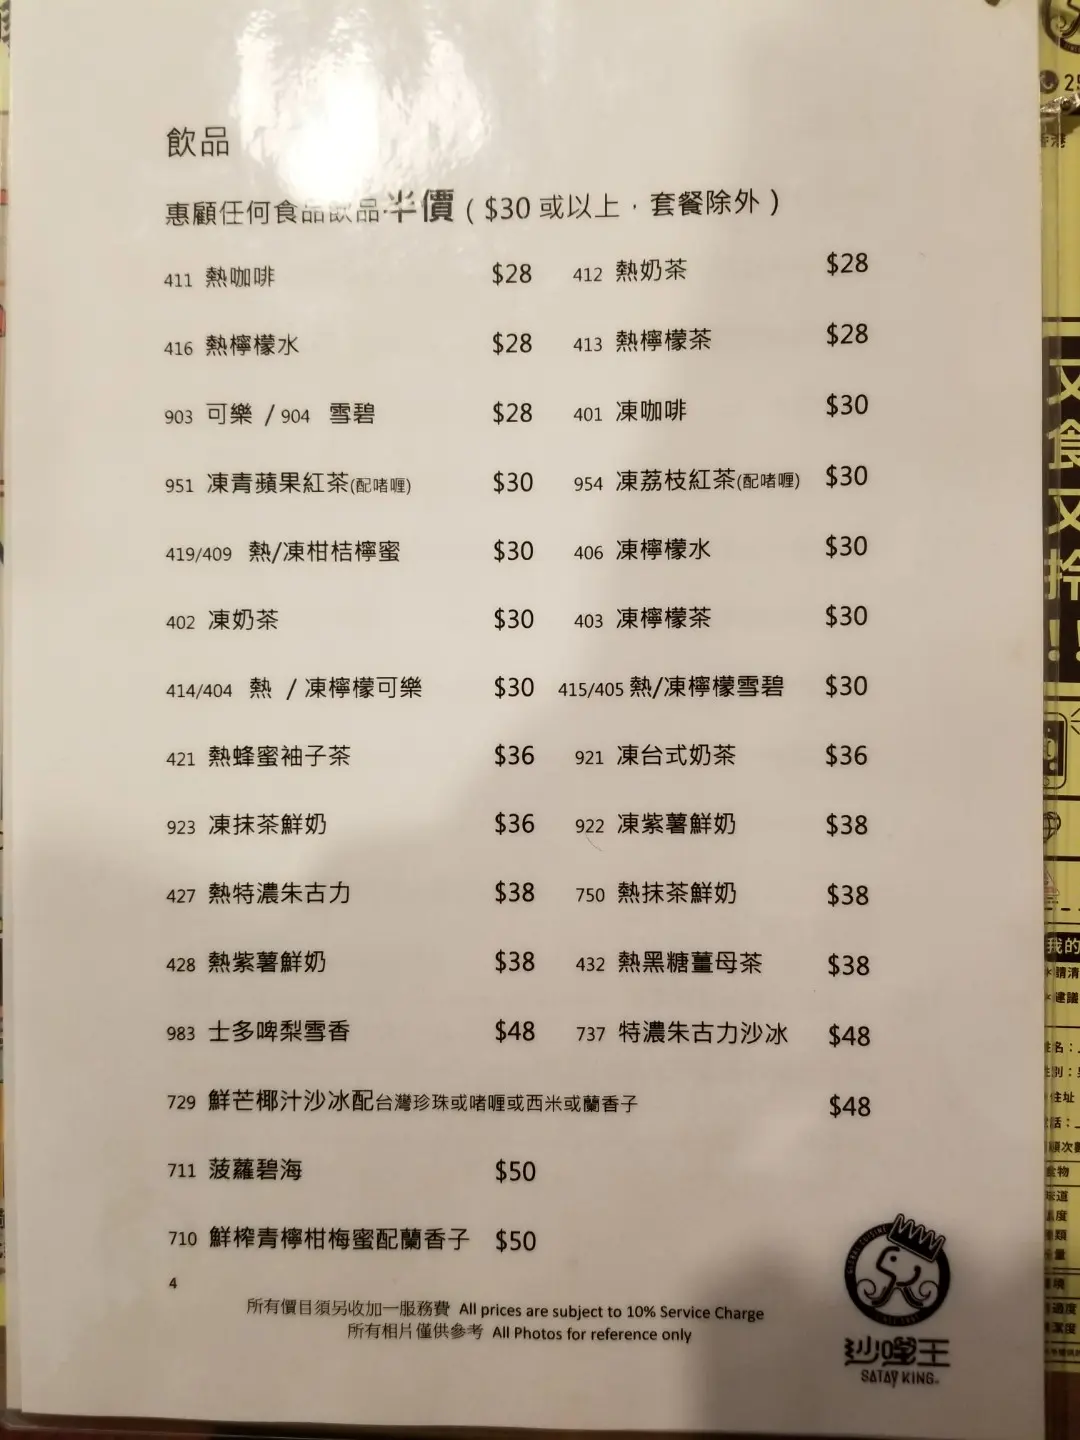 飲品
惠顧任何食品飲品半價 ( $30 或以上，套餐除外 )
411 熱咖啡 $28 412 熱奶茶 $28
416 熱檸檬水 $28 413 熱檸檬茶 $28
903 可樂 / 904 雪碧 $28 401 凍咖啡 $30
951 凍青蘋果紅茶(配啫喱) $30 954 凍荔枝紅茶(配啫喱) $30
419/409 熱/凍柑桔檸蜜 $30 406 凍檸檬水 $30
402 凍奶茶 $30 403 凍檸檬茶 $30
414/404 熱 / 凍檸檬可樂 $30 415/405 熱/凍檸檬雪碧 $30
421 熱蜂蜜袖子茶 $36 921 凍台式奶茶 $36
923 凍抹茶鮮奶 $36 922 凍紫薯鮮奶 $38
427 熱特濃朱古力 $38 750 熱抹茶鮮奶 $38
428 熱紫薯鮮奶 $38 432 熱黑糖薑母茶 $38
983 士多啤梨雪香 $48 737 特濃朱古力沙冰 $48
729 鮮芒椰汁沙冰配台灣珍珠或啫喱或西米或蘭香子 $48
711 菠蘿碧海 $50
710 鮮榨青檸柑梅蜜配蘭香子 $50
4
所有價目須另收加一服務費 All prices are subject to 10% Service Charge
所有相片僅供參考 All Photos for reference only
沙嗲王
SATAY KING
又食又拎!!
我的
*請清
*建議
姓名：
住址